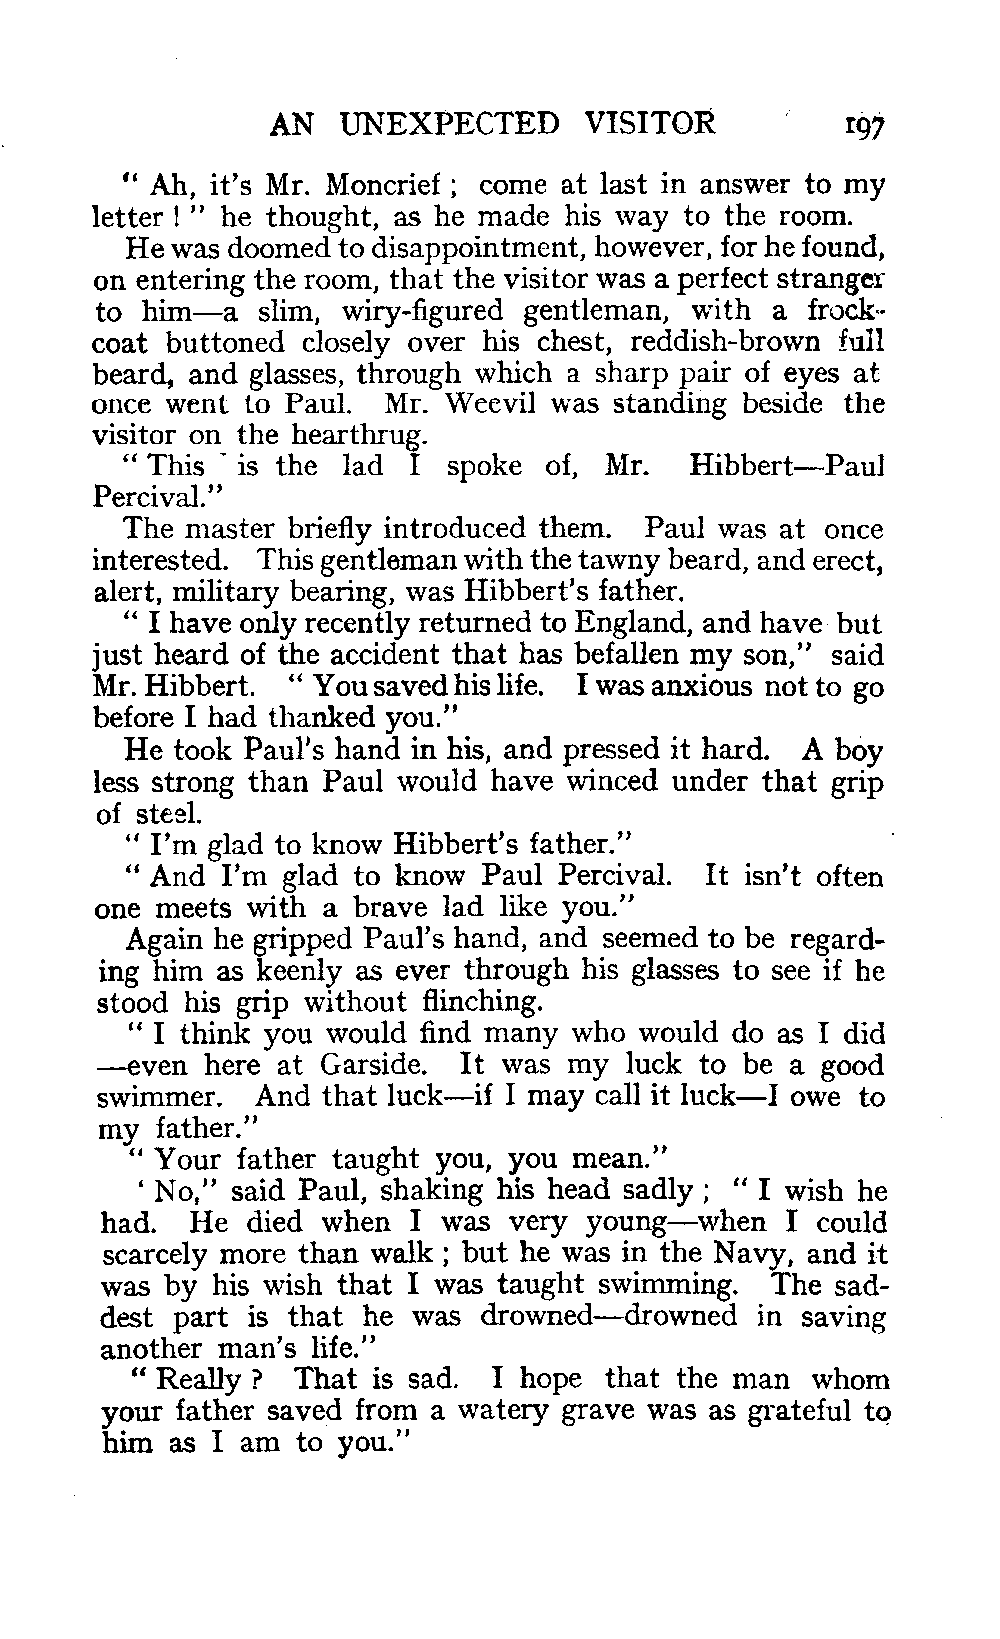 AN UNEXPECTED VISITOR 197
" Ah, it's Mr. Moncrief ; come at last in answer to my
letter ! " he thought, as he made his way to the room.
He was doomed to disappointment, however, for he found,
on entering the room, that the visitor was a perfect stranger
to him—a slim, wiry-figured gentleman, with a frock-
coat buttoned closely over his chest, reddish-brown full
beard, and glasses, through which a sharp pair of eyes at
once went to Paul. Mr. Weevil was standing beside the
visitor on the hearthrug.
" This is the lad I spoke of, Mr. Hibbert—Paul
Percival."
The master briefly introduced them. Paul was at once
interested. This gentleman with the tawny beard, and erect,
alert, military bearing, was Hibbert's father.
" I have only recently returned to England, and have but
just heard of the accident that has befallen my son," said
Mr. Hibbert. " You saved his life. I was anxious not to go
before I had thanked you."
He took Paul's hand in his, and pressed it hard. A boy
less strong than Paul would have winced under that grip
of steel.
" I'm glad to know Hibbert's father."
" And I'm glad to know Paul Percival. It isn't often
one meets with a brave lad like you."
Again he gripped Paul's hand, and seemed to be regard-
ing him as keenly as ever through his glasses to see if he
stood his grip without flinching.
" I think you would find many who would do as I did
—even here at Garside. It was my luck to be a good
swimmer. And that luck—if I may call it luck—I owe to
my father."
" Your father taught you, you mean."
' No," said Paul, shaking his head sadly ; " I wish he
had. He died when I was very young—when I could
scarcely more than walk ; but he was in the Navy, and it
was by his wish that I was taught swimming. The sad-
dest part is that he was drowned—drowned in saving
another man's life."
" Really ? That is sad. I hope that the man whom
your father saved from a watery grave was as grateful to
him as I am to you."